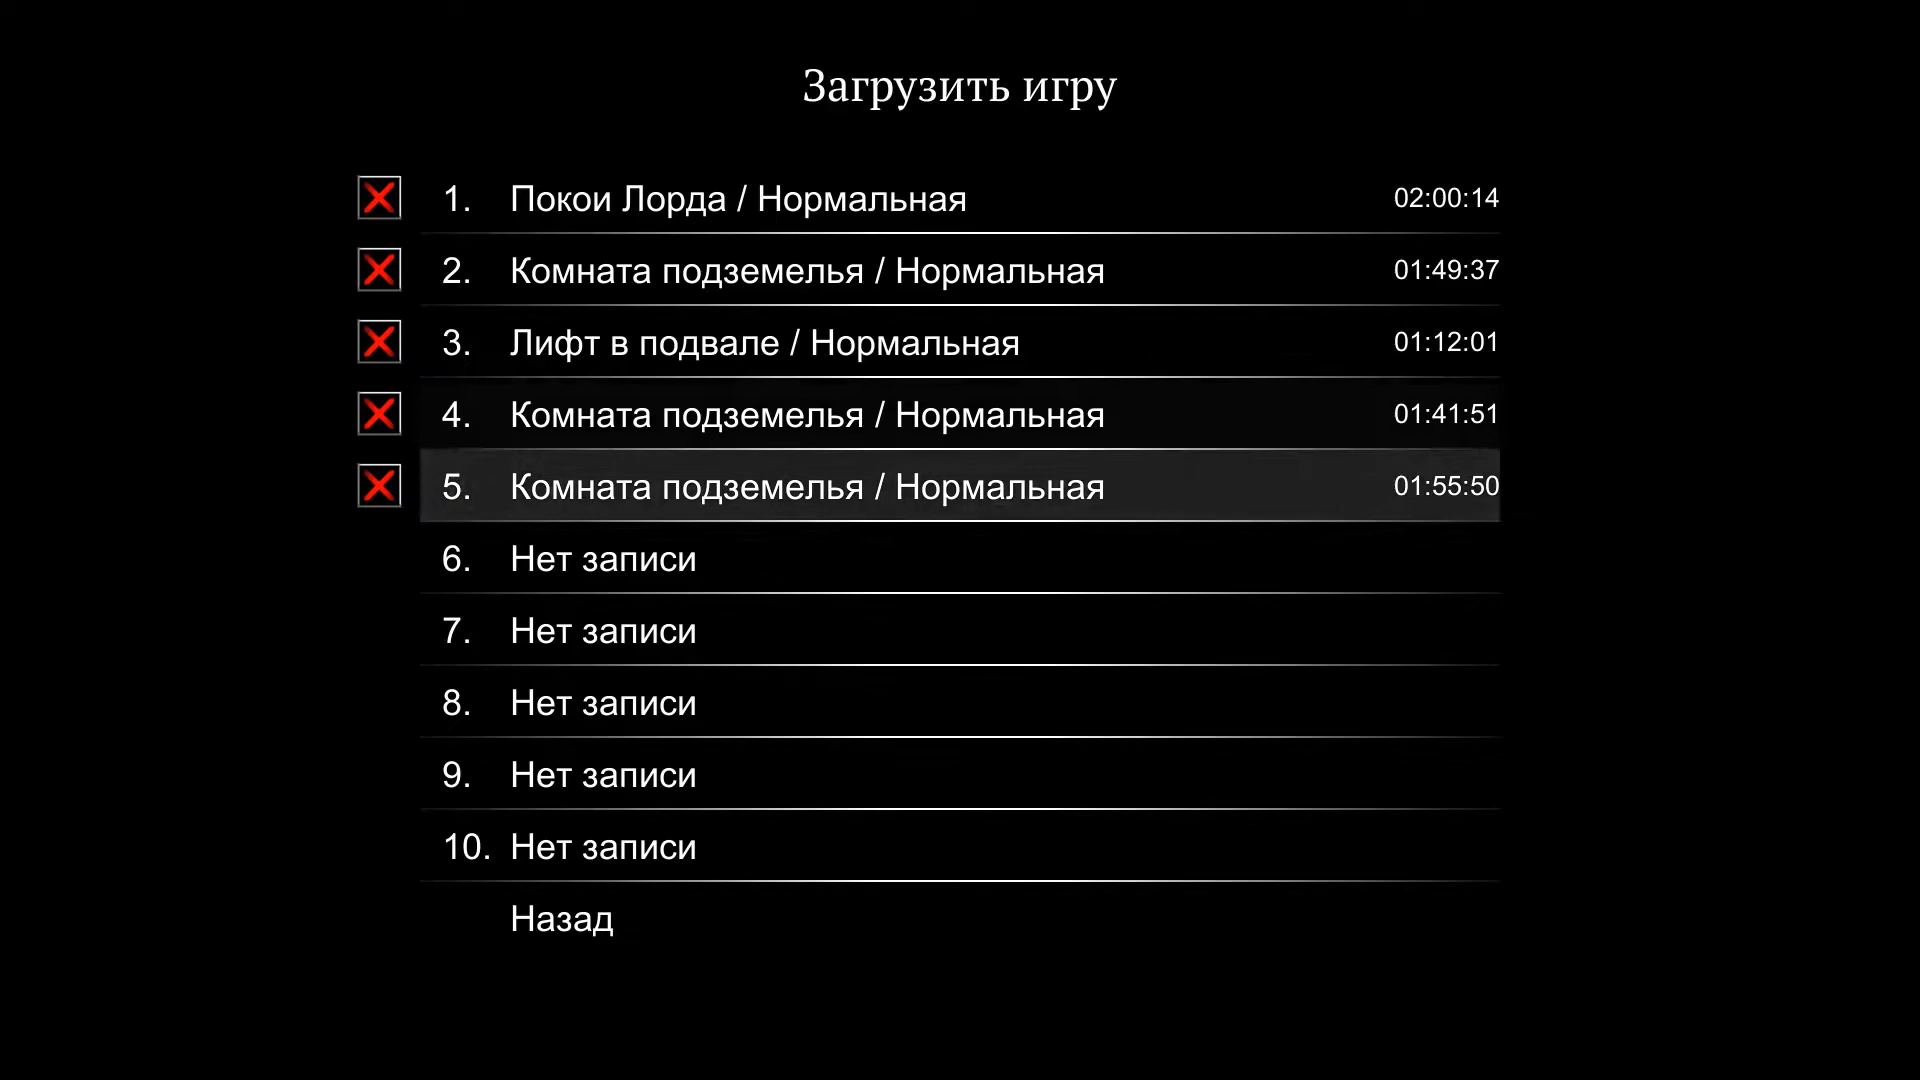 Загрузить игру
1. Покои Лорда / Нормальная 02:00:14
2. Комната подземелья / Нормальная 01:49:37
3. Лифт в подвале / Нормальная 01:12:01
4. Комната подземелья / Нормальная 01:41:51
5. Комната подземелья / Нормальная 01:55:50
6. Нет записи
7. Нет записи
8. Нет записи
9. Нет записи
10. Нет записи
Назад